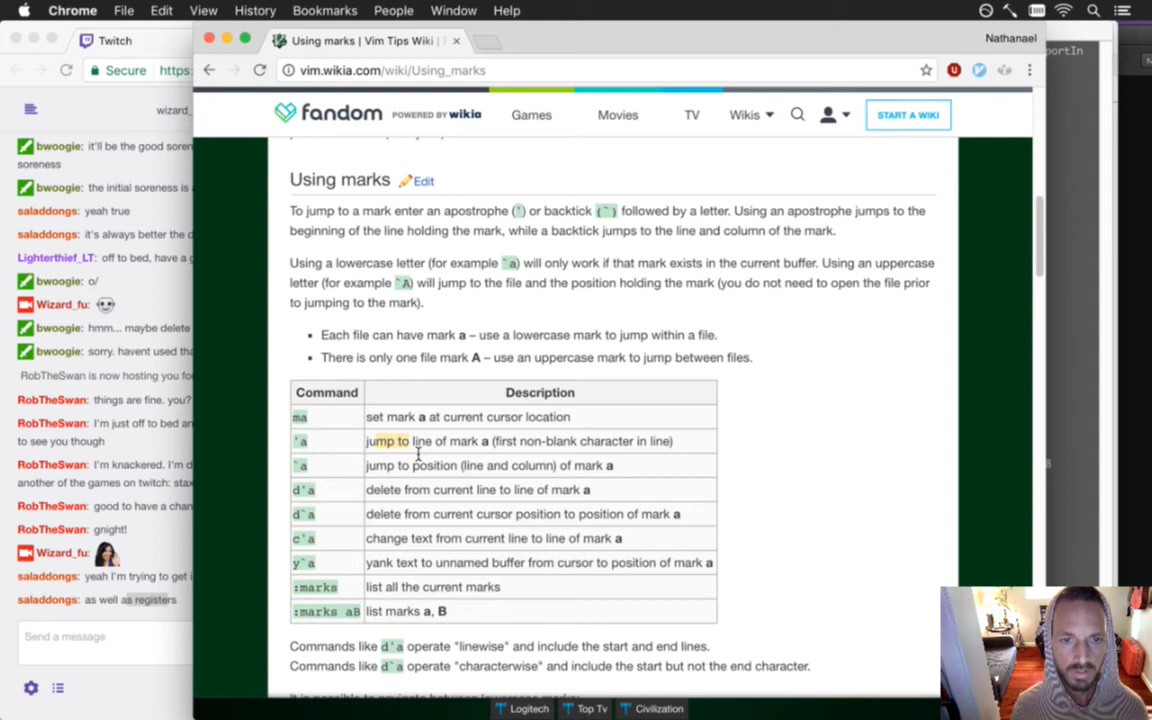 Chrome File Edit View History Bookmarks People Window Help
Twitch
Using marks | Vim Tips Wiki |
Nathanael
Secure https:
vim.wikia.com/wiki/Using_marks
portIn
wizard_
fandom POWERED BY wikia Games Movies TV Wikis START A WIKI
bwoogie: it'll be the good soren
soreness
bwoogie: the initial soreness is
saladdongs: yeah true
saladdongs: it's always better the
Lighterthief_LT: off to bed, have a
bwoogie: o/
Wizard_fu:
bwoogie: hmm... maybe delete
bwoogie: sorry. havent used tha
RobTheSwan is now hosting you fo
RobTheSwan: things are fine. you?
RobTheSwan: I'm just off to bed an
to see you though
RobTheSwan: I'm knackered. I'm d
another of the games on twitch: sta
RobTheSwan: good to have a chan
RobTheSwan: gnight!
Wizard_fu:
saladdongs: yeah I'm trying to get i
saladdongs: as well as registers
Send a message
Using marks Edit
To jump to a mark enter an apostrophe (') or backtick (`) followed by a letter. Using an apostrophe jumps to the
beginning of the line holding the mark, while a backtick jumps to the line and column of the mark.
Using a lowercase letter (for example `a) will only work if that mark exists in the current buffer. Using an uppercase
letter (for example `A) will jump to the file and the position holding the mark (you do not need to open the file prior
to jumping to the mark).
• Each file can have mark a – use a lowercase mark to jump within a file.
• There is only one file mark A – use an uppercase mark to jump between files.
Command Description
ma set mark a at current cursor location
'a jump to line of mark a (first non-blank character in line)
`a jump to position (line and column) of mark a
d'a delete from current line to line of mark a
d`a delete from current cursor position to position of mark a
c'a change text from current line to line of mark a
y`a yank text to unnamed buffer from cursor to position of mark a
:marks list all the current marks
:marks aB list marks a, B
Commands like d'a operate "linewise" and include the start and end lines.
Commands like d`a operate "characterwise" and include the start but not the end character.
It is possible to navigate between lowercase marks:
Logitech Top Tv Civilization